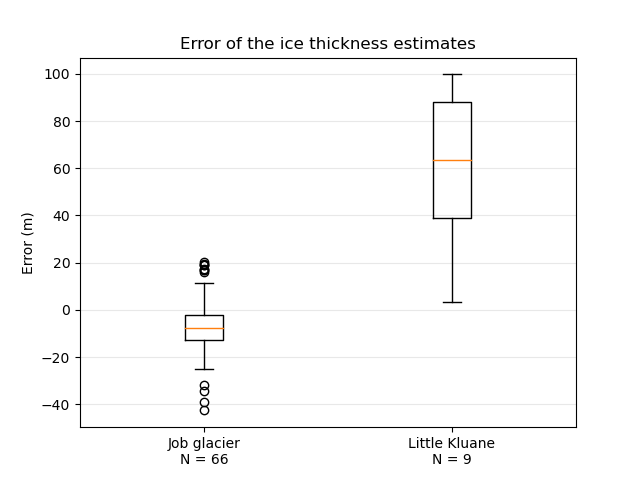 Error of the ice thickness estimates
100
80
60
40
20
0
−20
−40
Error (m)
Job glacier
N = 66
Little Kluane
N = 9